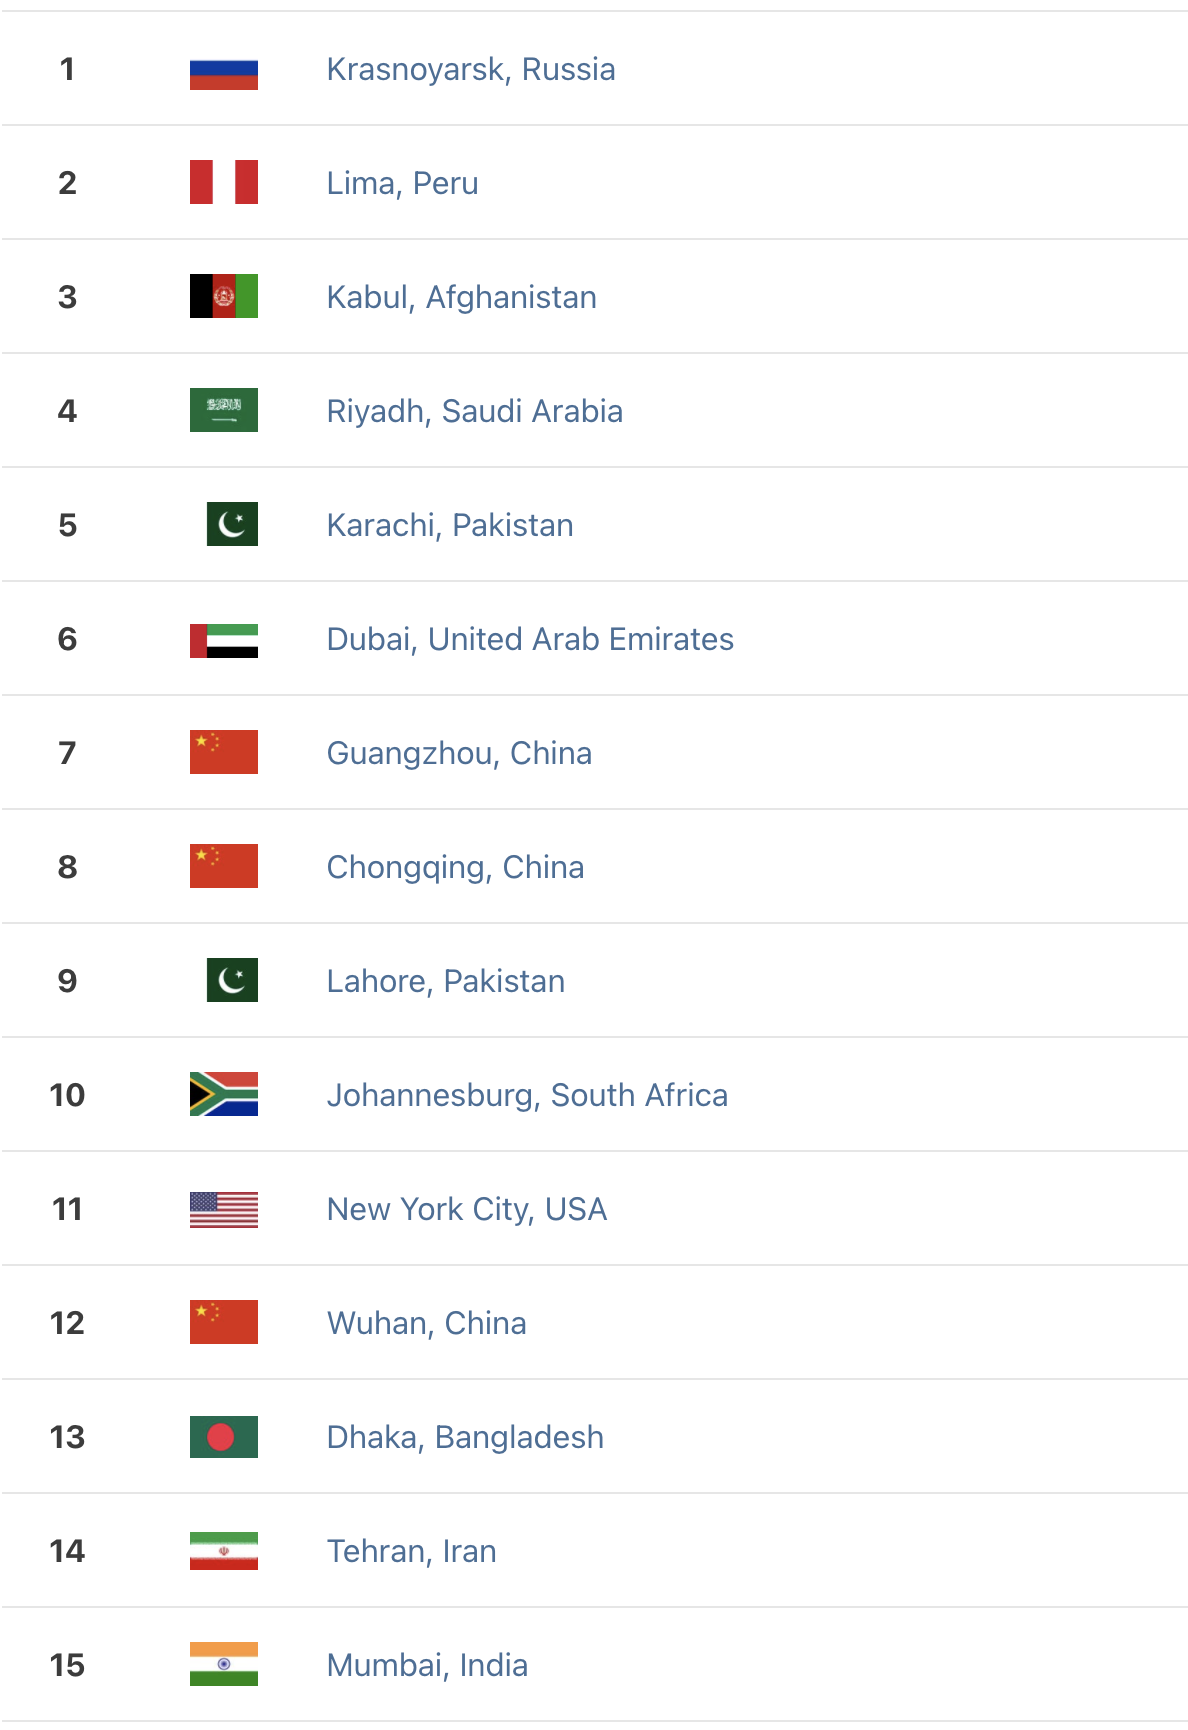 1 Krasnoyarsk, Russia
2 Lima, Peru
3 Kabul, Afghanistan
4 Riyadh, Saudi Arabia
5 Karachi, Pakistan
6 Dubai, United Arab Emirates
7 Guangzhou, China
8 Chongqing, China
9 Lahore, Pakistan
10 Johannesburg, South Africa
11 New York City, USA
12 Wuhan, China
13 Dhaka, Bangladesh
14 Tehran, Iran
15 Mumbai, India